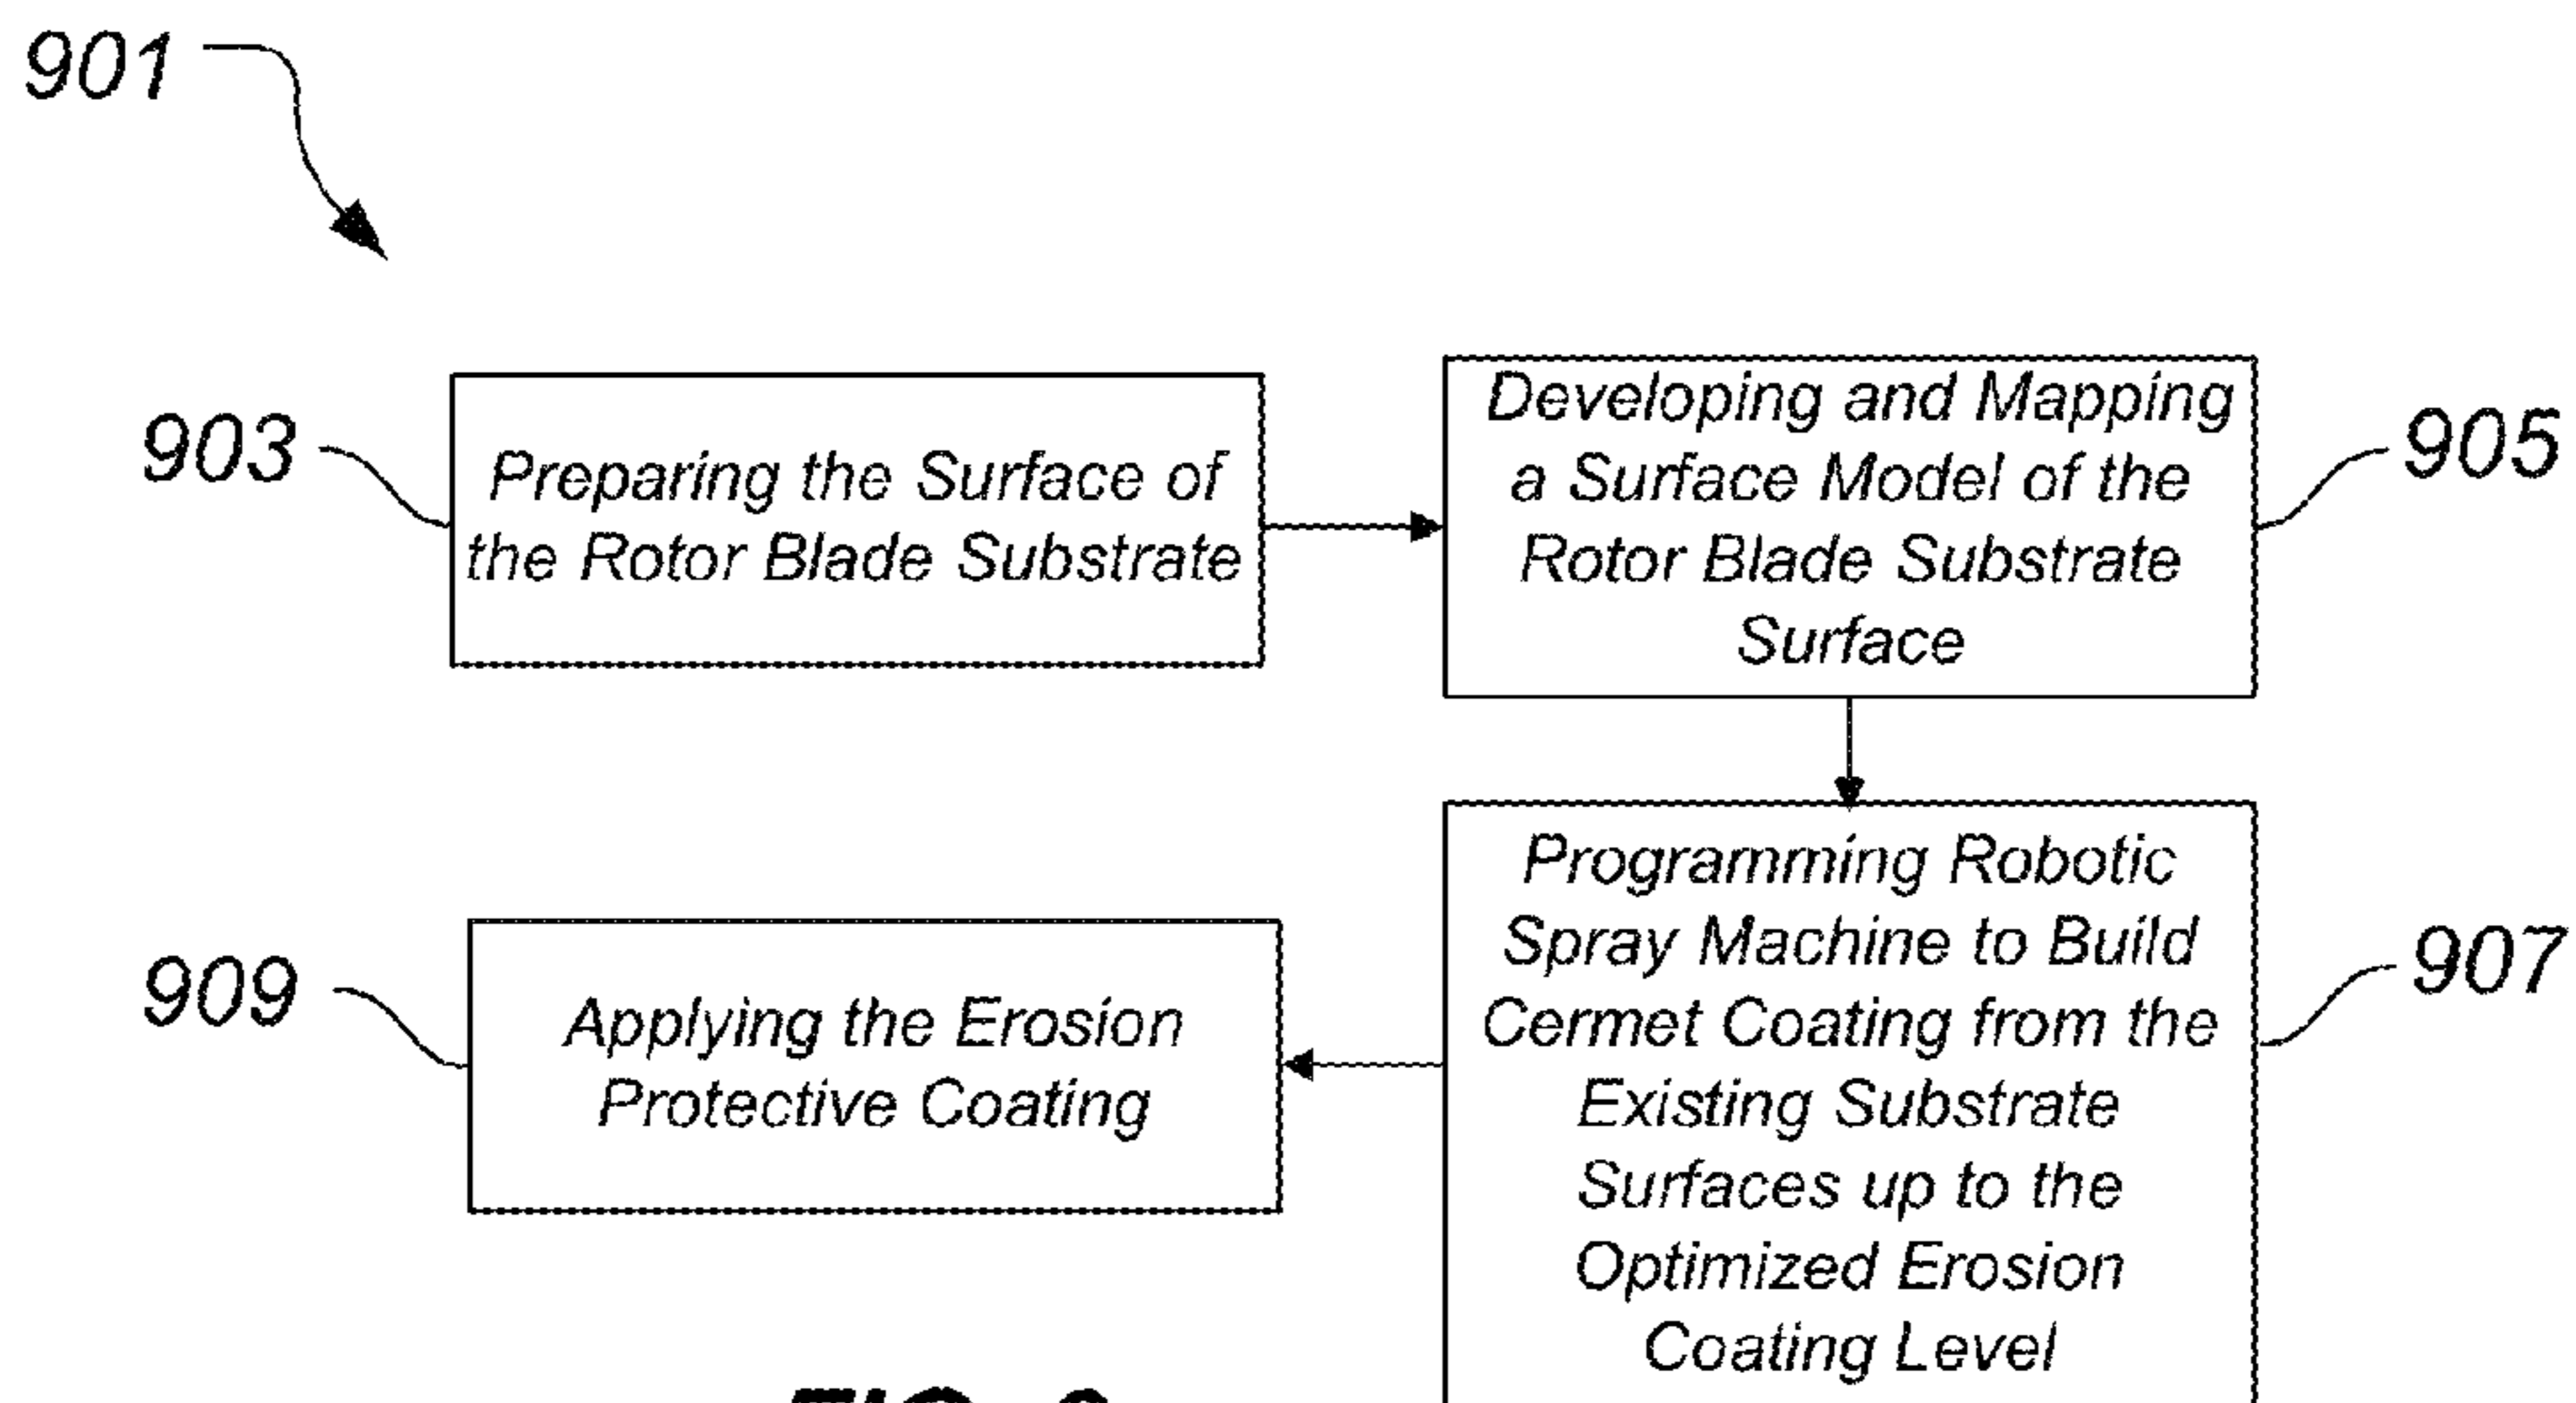 901
903
Preparing the Surface of
the Rotor Blade Substrate
Developing and Mapping
a Surface Model of the
Rotor Blade Substrate
Surface
905
909
Applying the Erosion
Protective Coating
Programming Robotic
Spray Machine to Build
Cermet Coating from the
Existing Substrate
Surfaces up to the
Optimized Erosion
Coating Level
907